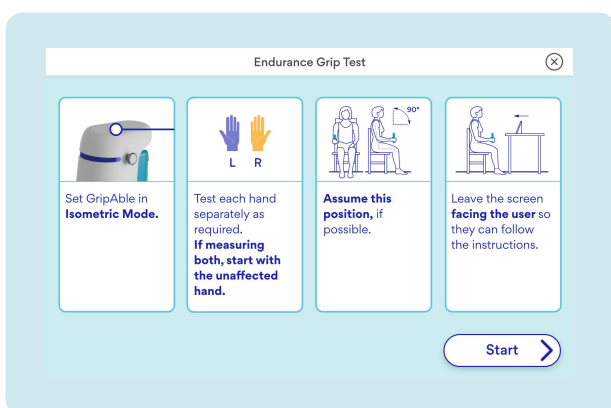 Endurance Grip Test
Set GripAble in
Isometric Mode.
L R
Test each hand
separately as
required.
If measuring
both, start with
the unaffected
hand.
90°
Assume this
position, if
possible.
Leave the screen
facing the user so
they can follow
the instructions.
Start